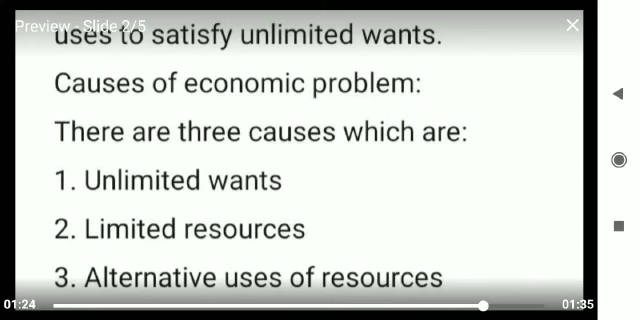 Preview - Slide 2/5
uses to satisfy unlimited wants.
Causes of economic problem:
There are three causes which are:
1. Unlimited wants
2. Limited resources
3. Alternative uses of resources
01:24
01:35